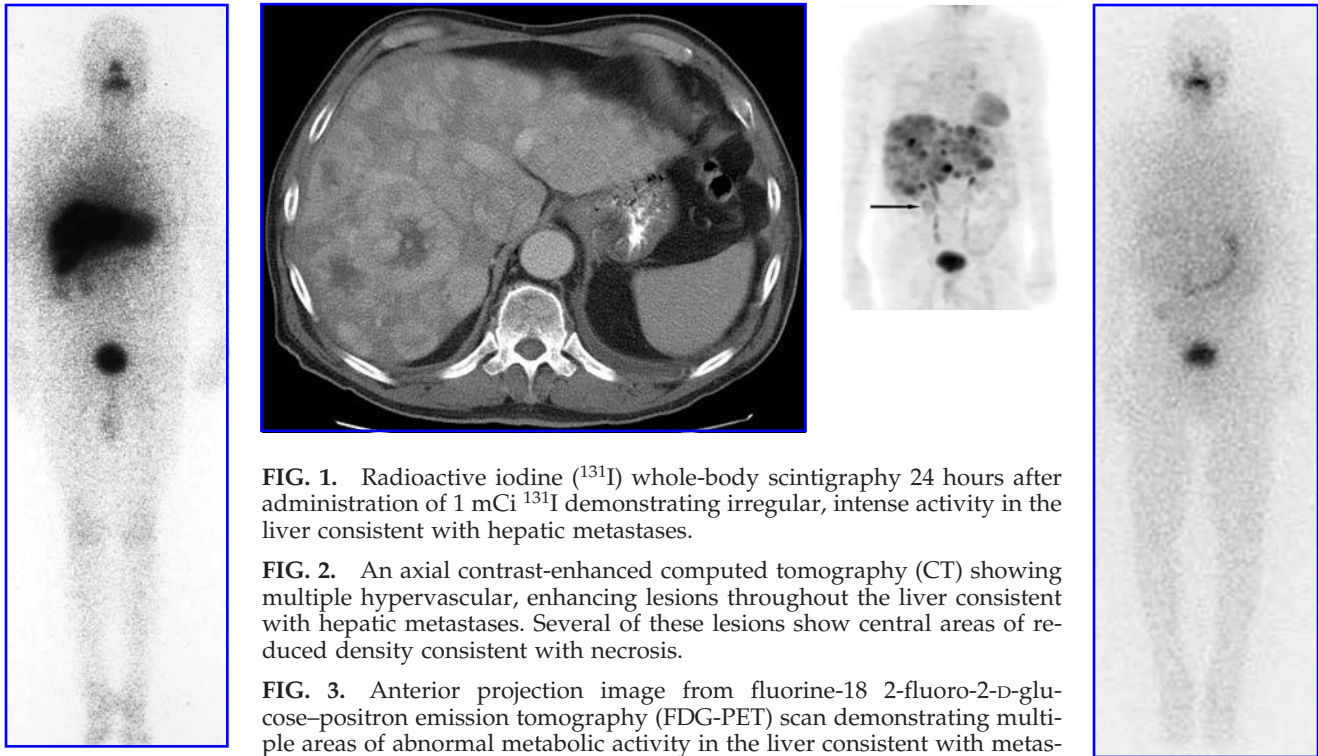 FIG. 1. Radioactive iodine (131I) whole-body scintigraphy 24 hours after
administration of 1 mCi 131I demonstrating irregular, intense activity in the
liver consistent with hepatic metastases.
FIG. 2. An axial contrast-enhanced computed tomography (CT) showing
multiple hypervascular, enhancing lesions throughout the liver consistent
with hepatic metastases. Several of these lesions show central areas of re-
duced density consistent with necrosis.
FIG. 3. Anterior projection image from fluorine-18 2-fluoro-2-D-glu-
cose–positron emission tomography (FDG-PET) scan demonstrating multi-
ple areas of abnormal metabolic activity in the liver consistent with metas-